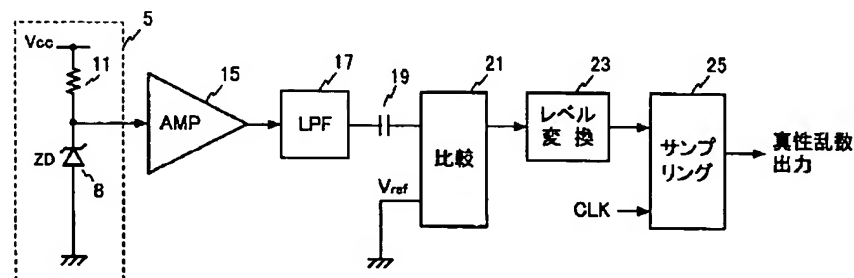 5
Vcc
11
15
17
19
21
23
25
AMP
LPF
レベル
変換
比較
サンプ
リング
真性乱数
出力
ZD
8
Vref
CLK